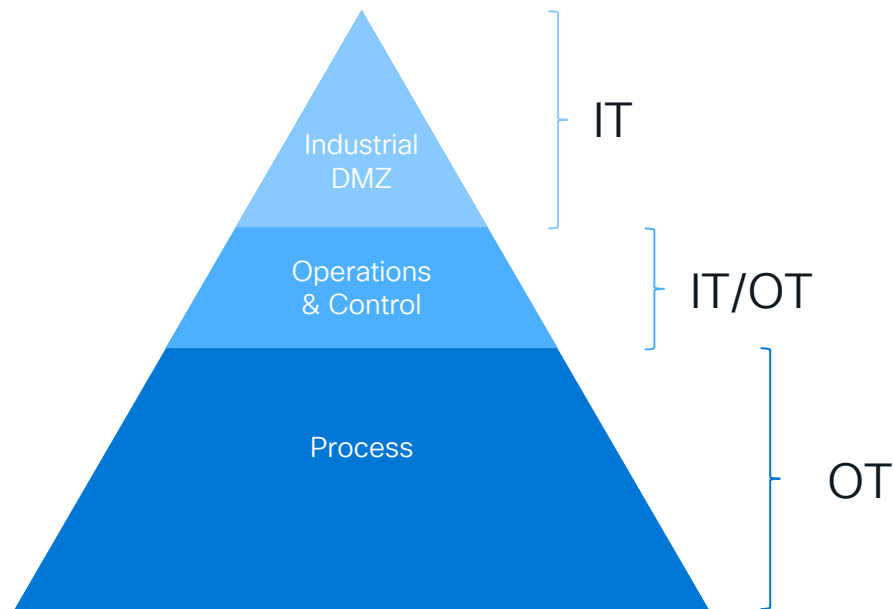 Industrial
DMZ
IT
Operations
& Control
IT/OT
Process
OT